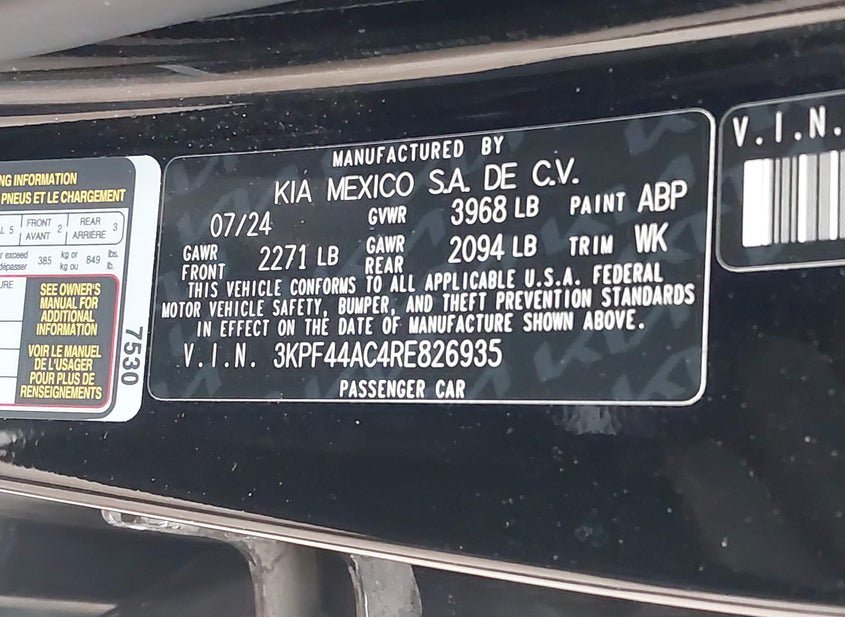 NG INFORMATION
PNEUS ET LE CHARGEMENT
5 FRONT AVANT 2 REAR ARRIÈRE 3
exceed
dépasser 385 kg or kg ou 849 lbs. lb.
SEE OWNER'S
MANUAL FOR
ADDITIONAL
INFORMATION
VOIR LE MANUEL
DE L'USAGER
POUR PLUS DE
RENSEIGNEMENTS
7530
MANUFACTURED BY
KIA MEXICO S.A. DE C.V.
07/24 GVWR 3968 LB PAINT ABP
GAWR FRONT 2271 LB GAWR REAR 2094 LB TRIM WK
THIS VEHICLE CONFORMS TO ALL APPLICABLE U.S.A. FEDERAL
MOTOR VEHICLE SAFETY, BUMPER, AND THEFT PREVENTION STANDARDS
IN EFFECT ON THE DATE OF MANUFACTURE SHOWN ABOVE.
V.I.N. 3KPF44AC4RE826935
PASSENGER CAR
V.I.N.